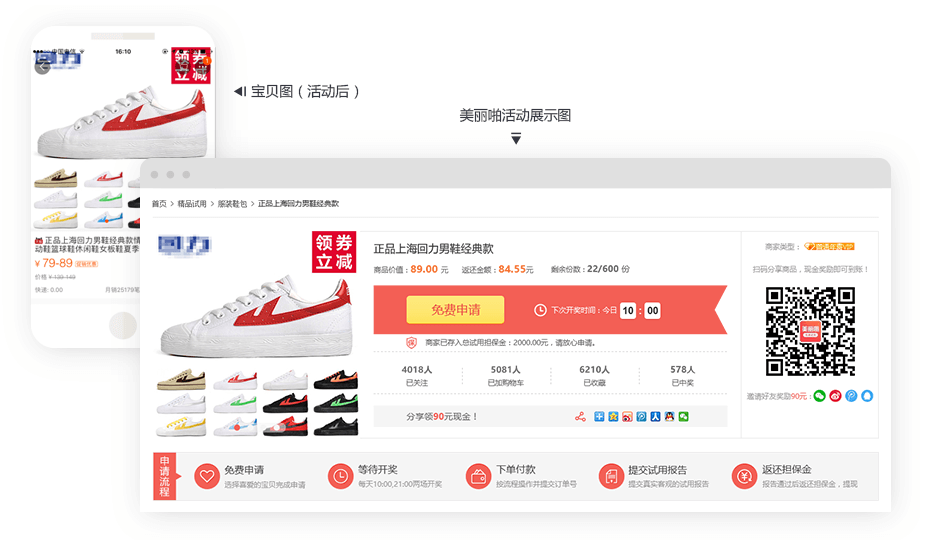 中国电信
16:10
回力
领券
立减
宝贝图（活动后）
美丽啪活动展示图
正品上海回力男鞋经典款情
动鞋篮球鞋休闲鞋女板鞋夏季
¥ 79-89 促销优惠
价格 ¥ 139-149
快递: 0.00 月销25179笔
首页 > 精品试用 > 服装鞋包 > 正品上海回力男鞋经典款
回力
领券
立减
正品上海回力男鞋经典款
商品价值：89.00 元 返还金额：84.55元 剩余份数：22/600 份
免费申请
下次开奖时间：今日 10 : 00
保 商家已存入总试用担保金：2000.00元，请放心申请。
4018人 5081人 6210人 578人
已关注 已加购物车 已收藏 已中奖
分享领90元现金！
商家类型：
扫码分享商品，现金奖励即可到账！
美丽啪
邀请好友奖励90元：
申请流程
免费申请
选择喜爱的宝贝完成申请
等待开奖
每天10:00,21:00两场开奖
下单付款
按流程操作并提交订单号
提交试用报告
提交真实客观的试用报告
返还担保金
报告通过后返还担保金，提现